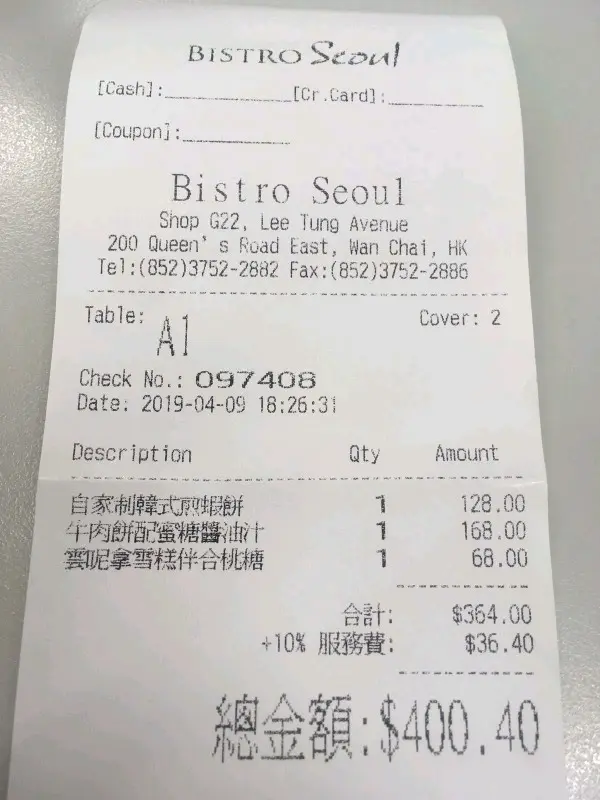 BISTRO Seoul
[Cash]:____________[Cr.Card]:_________
[Coupon]:__________
Bistro Seoul
Shop G22, Lee Tung Avenue
200 Queen's Road East, Wan Chai, HK
Tel:(852)3752-2882 Fax:(852)3752-2886
Table: A1 Cover: 2
Check No.: 097408
Date: 2019-04-09 18:26:31
Description Qty Amount
自家制韓式煎蝦餅 1 128.00
牛肉餅配蜜糖醬油汁 1 168.00
雲呢拿雪糕伴合桃糖 1 68.00
合計: $364.00
+10% 服務費: $36.40
總金額:$400.40